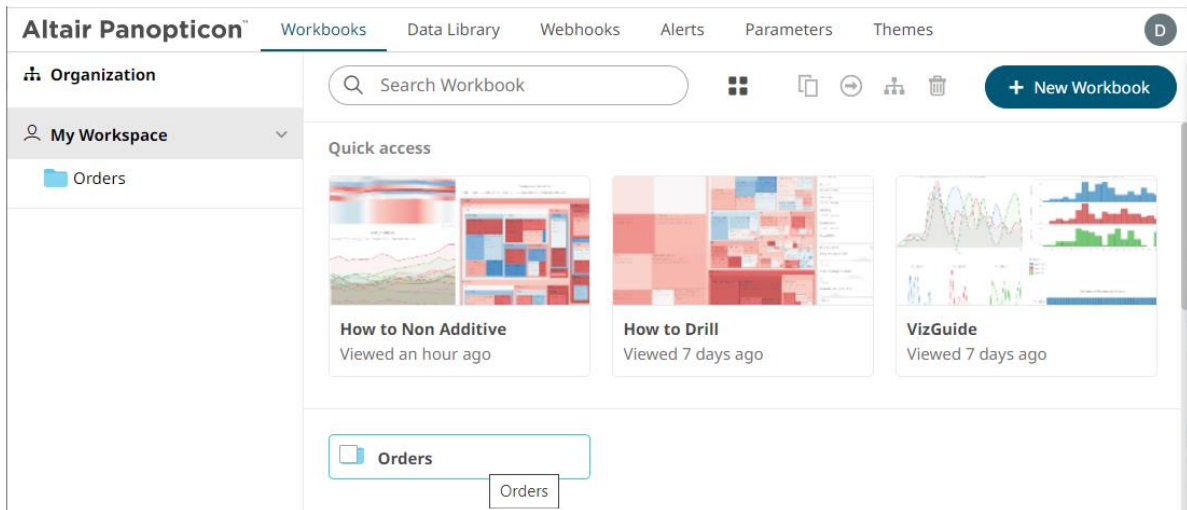 Altair Panopticon™ Workbooks Data Library Webhooks Alerts Parameters Themes D
Organization
My Workspace
Orders
Search Workbook
+ New Workbook
Quick access
How to Non Additive
Viewed an hour ago
How to Drill
Viewed 7 days ago
VizGuide
Viewed 7 days ago
Orders
Orders